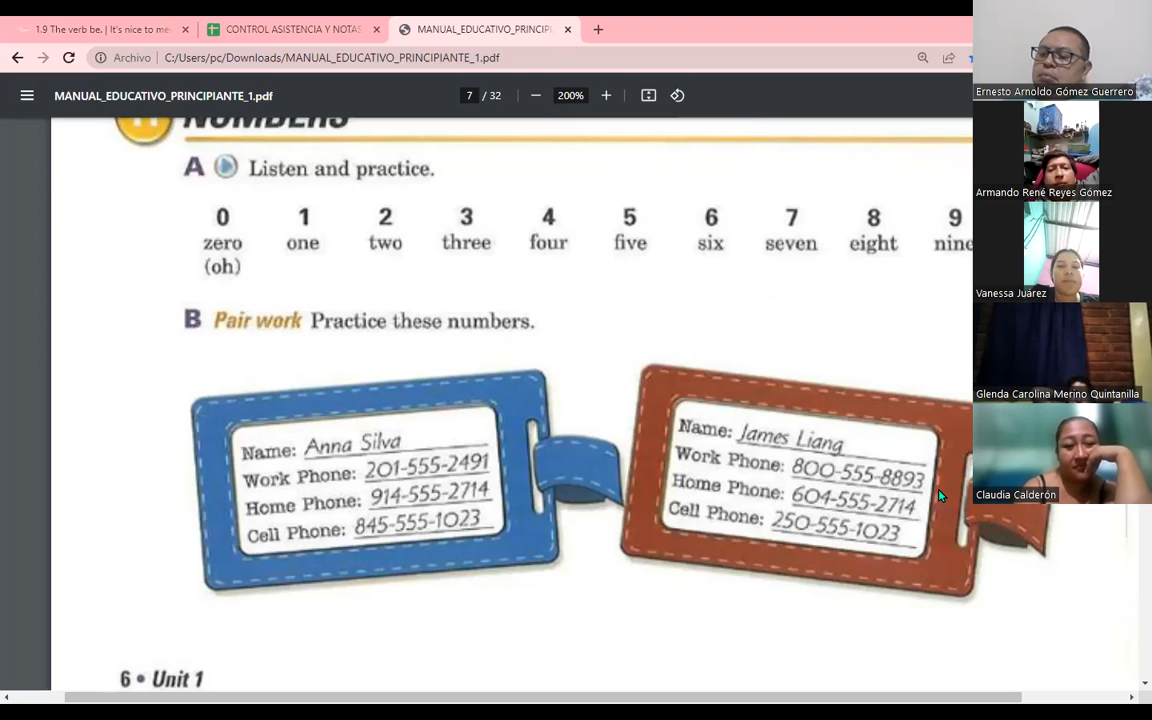 1.9 The verb be. | It's nice to me
CONTROL ASISTENCIA Y NOTAS
MANUAL_EDUCATIVO_PRINCIPI
Archivo
C:/Users/pc/Downloads/MANUAL_EDUCATIVO_PRINCIPIANTE_1.pdf
MANUAL_EDUCATIVO_PRINCIPIANTE_1.pdf
7 / 32
200%
NUMBERS
A Listen and practice.
0 1 2 3 4 5 6 7 8 9
zero one two three four five six seven eight nine
(oh)
B Pair work Practice these numbers.
Name: Anna Silva
Work Phone: 201-555-2491
Home Phone: 914-555-2714
Cell Phone: 845-555-1023
Name: James Liang
Work Phone: 800-555-8893
Home Phone: 604-555-2714
Cell Phone: 250-555-1023
6 • Unit 1
Ernesto Arnoldo Gómez Guerrero
Armando René Reyes Gómez
Vanessa Juárez
Glenda Carolina Merino Quintanilla
Claudia Calderón